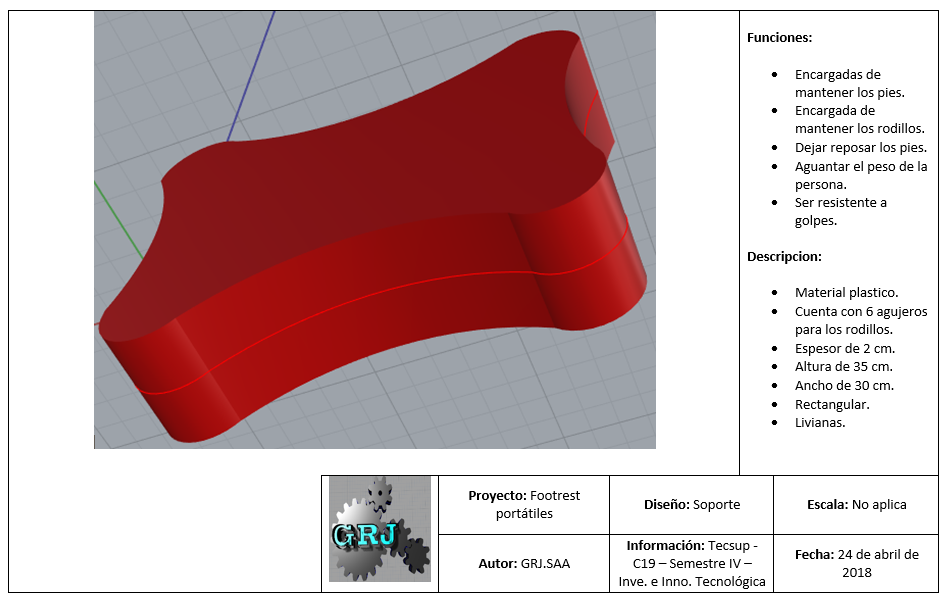 Funciones:
• Encargadas de
mantener los pies.
• Encargada de
mantener los rodillos.
• Dejar reposar los pies.
• Aguantar el peso de la
persona.
• Ser resistente a
golpes.
Descripcion:
• Material plastico.
• Cuenta con 6 agujeros
para los rodillos.
• Espesor de 2 cm.
• Altura de 35 cm.
• Ancho de 30 cm.
• Rectangular.
• Livianas.
GRJ
Proyecto: Footrest
portátiles
Diseño: Soporte
Escala: No aplica
Autor: GRJ.SAA
Información: Tecsup -
C19 – Semestre IV –
Inve. e Inno. Tecnológica
Fecha: 24 de abril de
2018